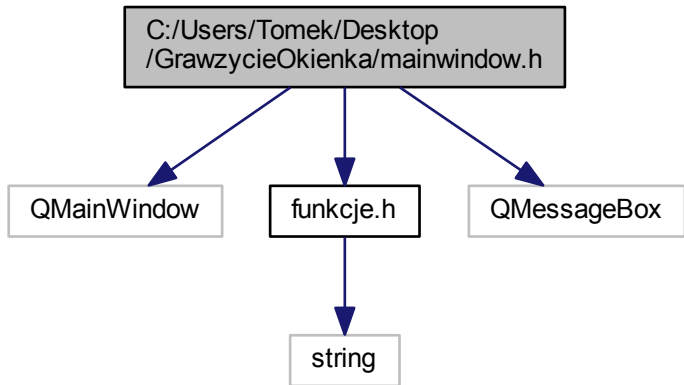 C:/Users/Tomek/Desktop
/GrawzycieOkienka/mainwindow.h
QMainWindow
funkcje.h
QMessageBox
string